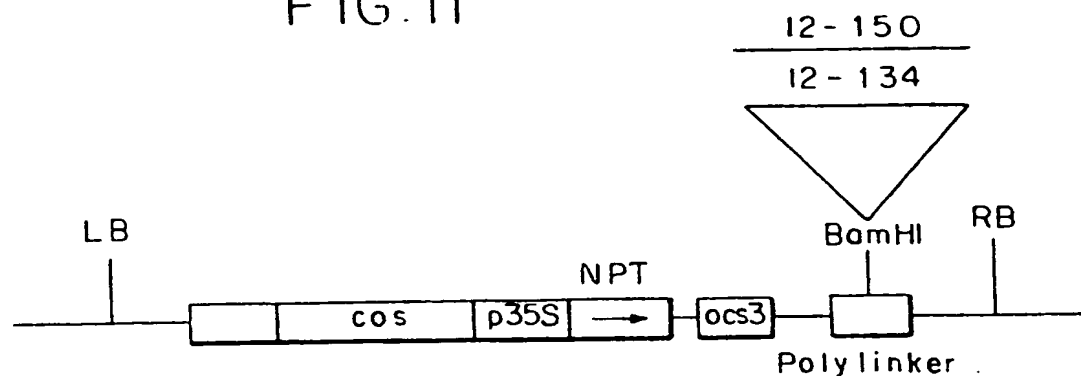 FIG. 11
12-150
12-134
LB
BamHI
RB
NPT
cos
p35S
ocs3
Polylinker